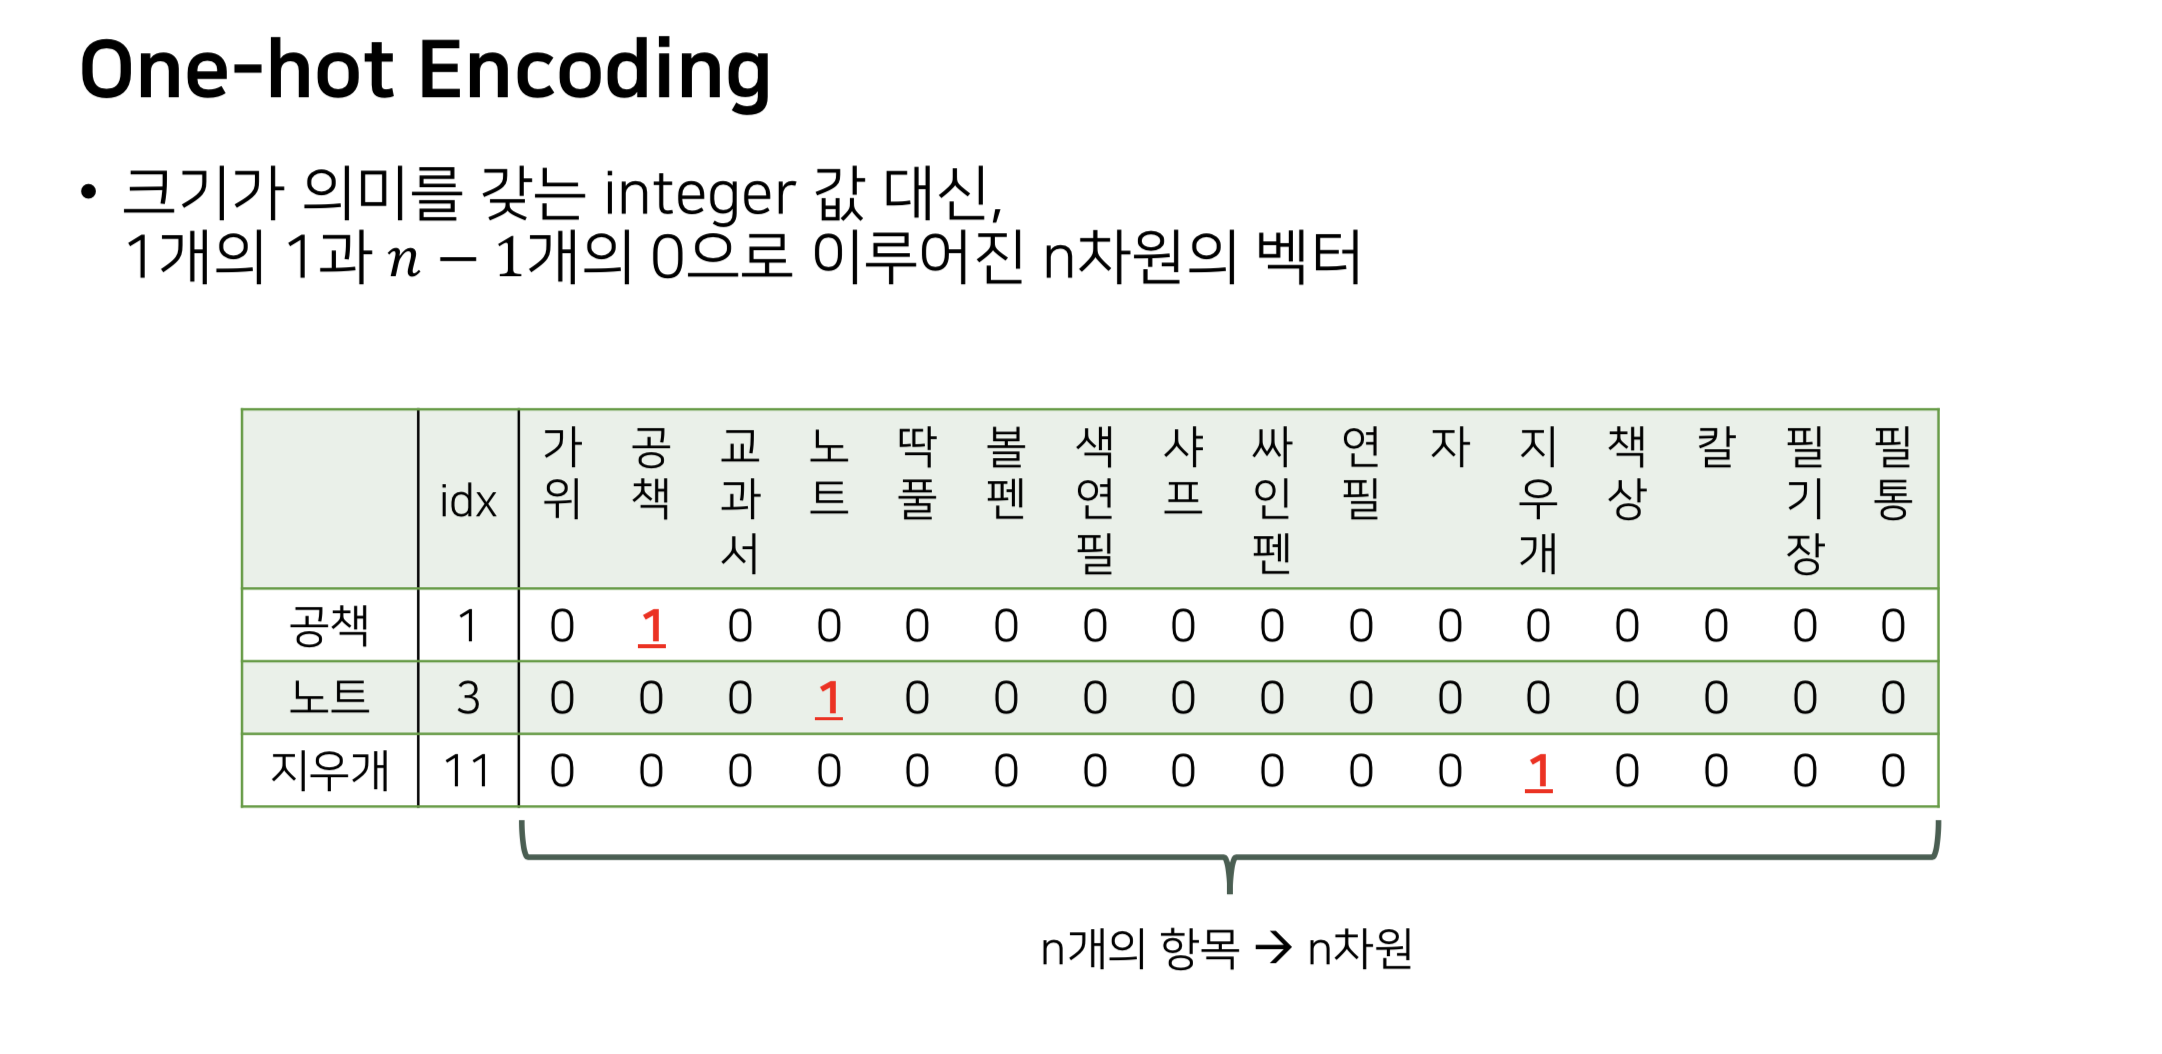 One-hot Encoding
• 크기가 의미를 갖는 integer 값 대신,
1개의 1과 n − 1개의 0으로 이루어진 n차원의 벡터
idx 가위 공책 교과서 노트 딱풀 볼펜 색연필 샤프 싸인펜 연필 자 지우개 책상 칼 필기장 필통
공책 1 0 1 0 0 0 0 0 0 0 0 0 0 0 0 0 0
노트 3 0 0 0 1 0 0 0 0 0 0 0 0 0 0 0 0
지우개 11 0 0 0 0 0 0 0 0 0 0 0 1 0 0 0 0
n개의 항목 → n차원